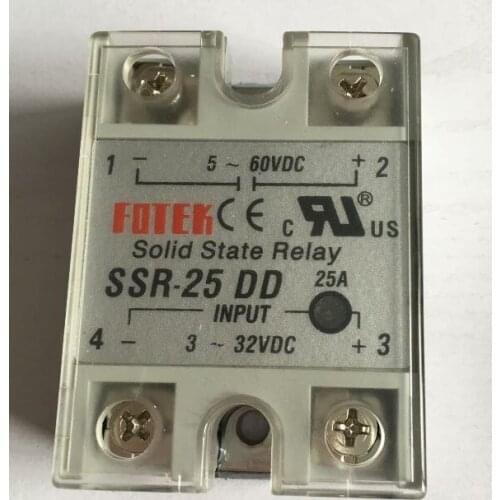 1 − 5 ~ 60VDC + 2
FOTEK CE c RU ® US
Solid State Relay
SSR-25 DD 25A
INPUT
4 − 3 ~ 32VDC + 3